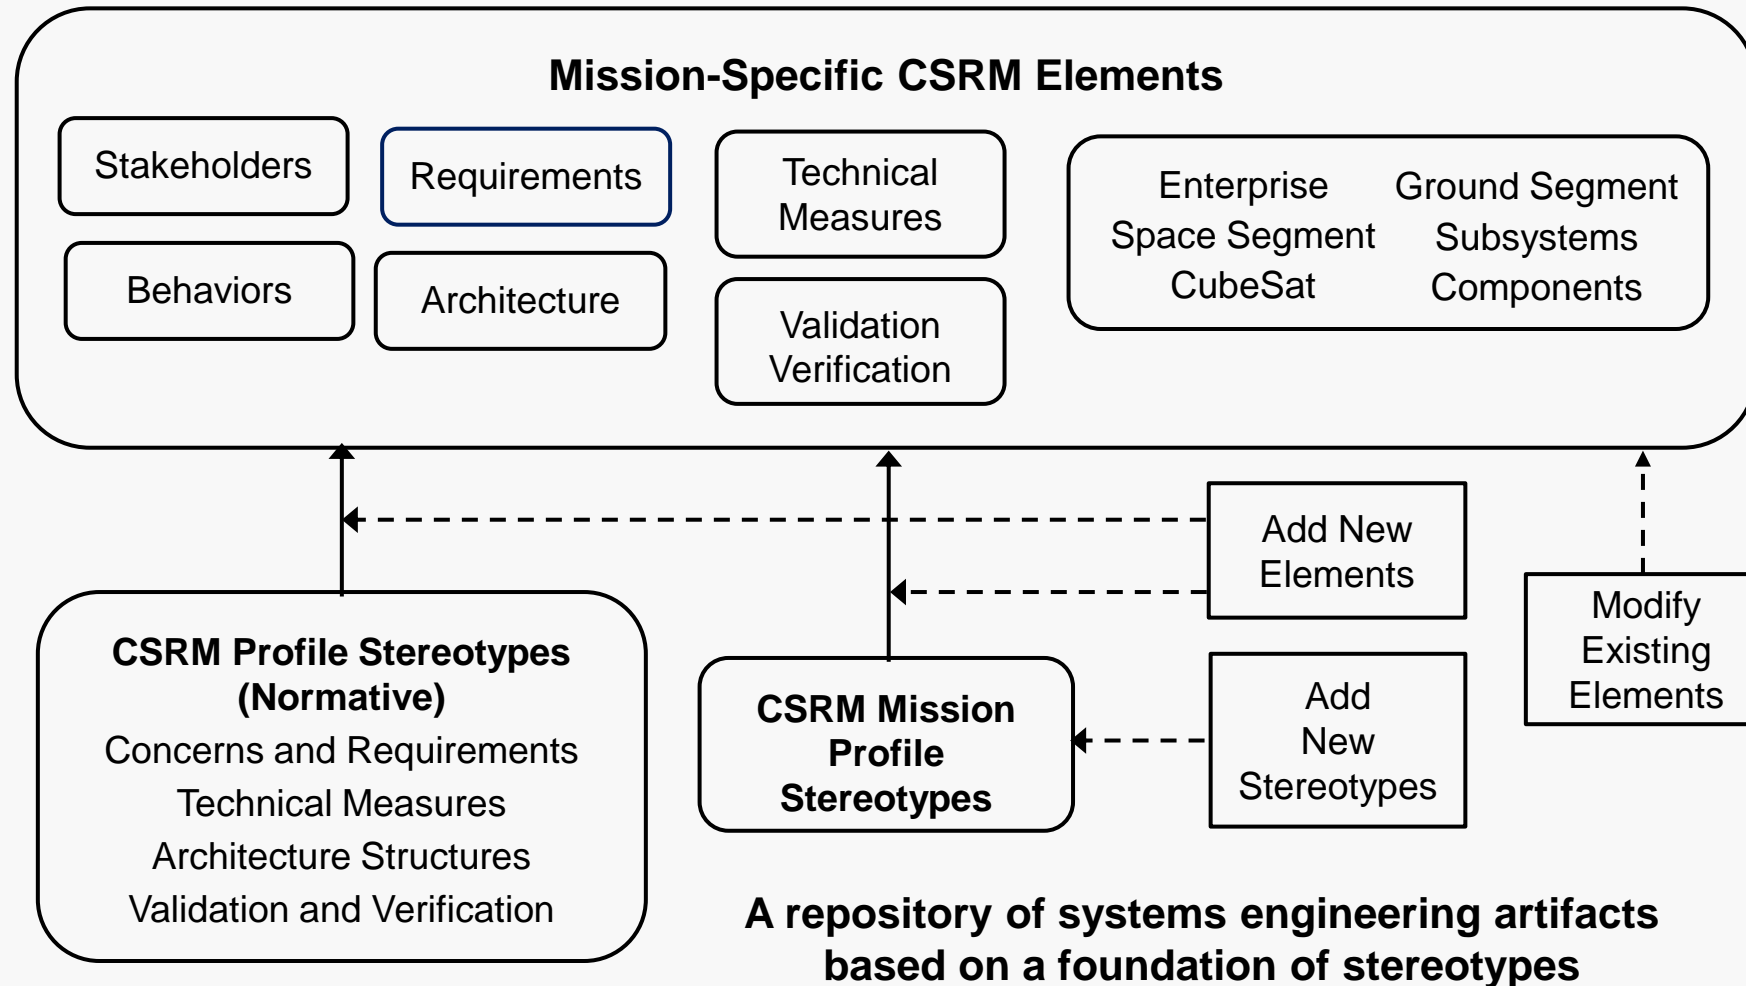 Mission-Specific CSRM Elements
Stakeholders
Requirements
Technical
Measures
Enterprise
Space Segment
CubeSat
Ground Segment
Subsystems
Components
Behaviors
Architecture
Validation
Verification
Add New
Elements
Modify
Existing
Elements
CSRM Profile Stereotypes
(Normative)
Concerns and Requirements
Technical Measures
Architecture Structures
Validation and Verification
CSRM Mission
Profile
Stereotypes
Add
New
Stereotypes
A repository of systems engineering artifacts
based on a foundation of stereotypes